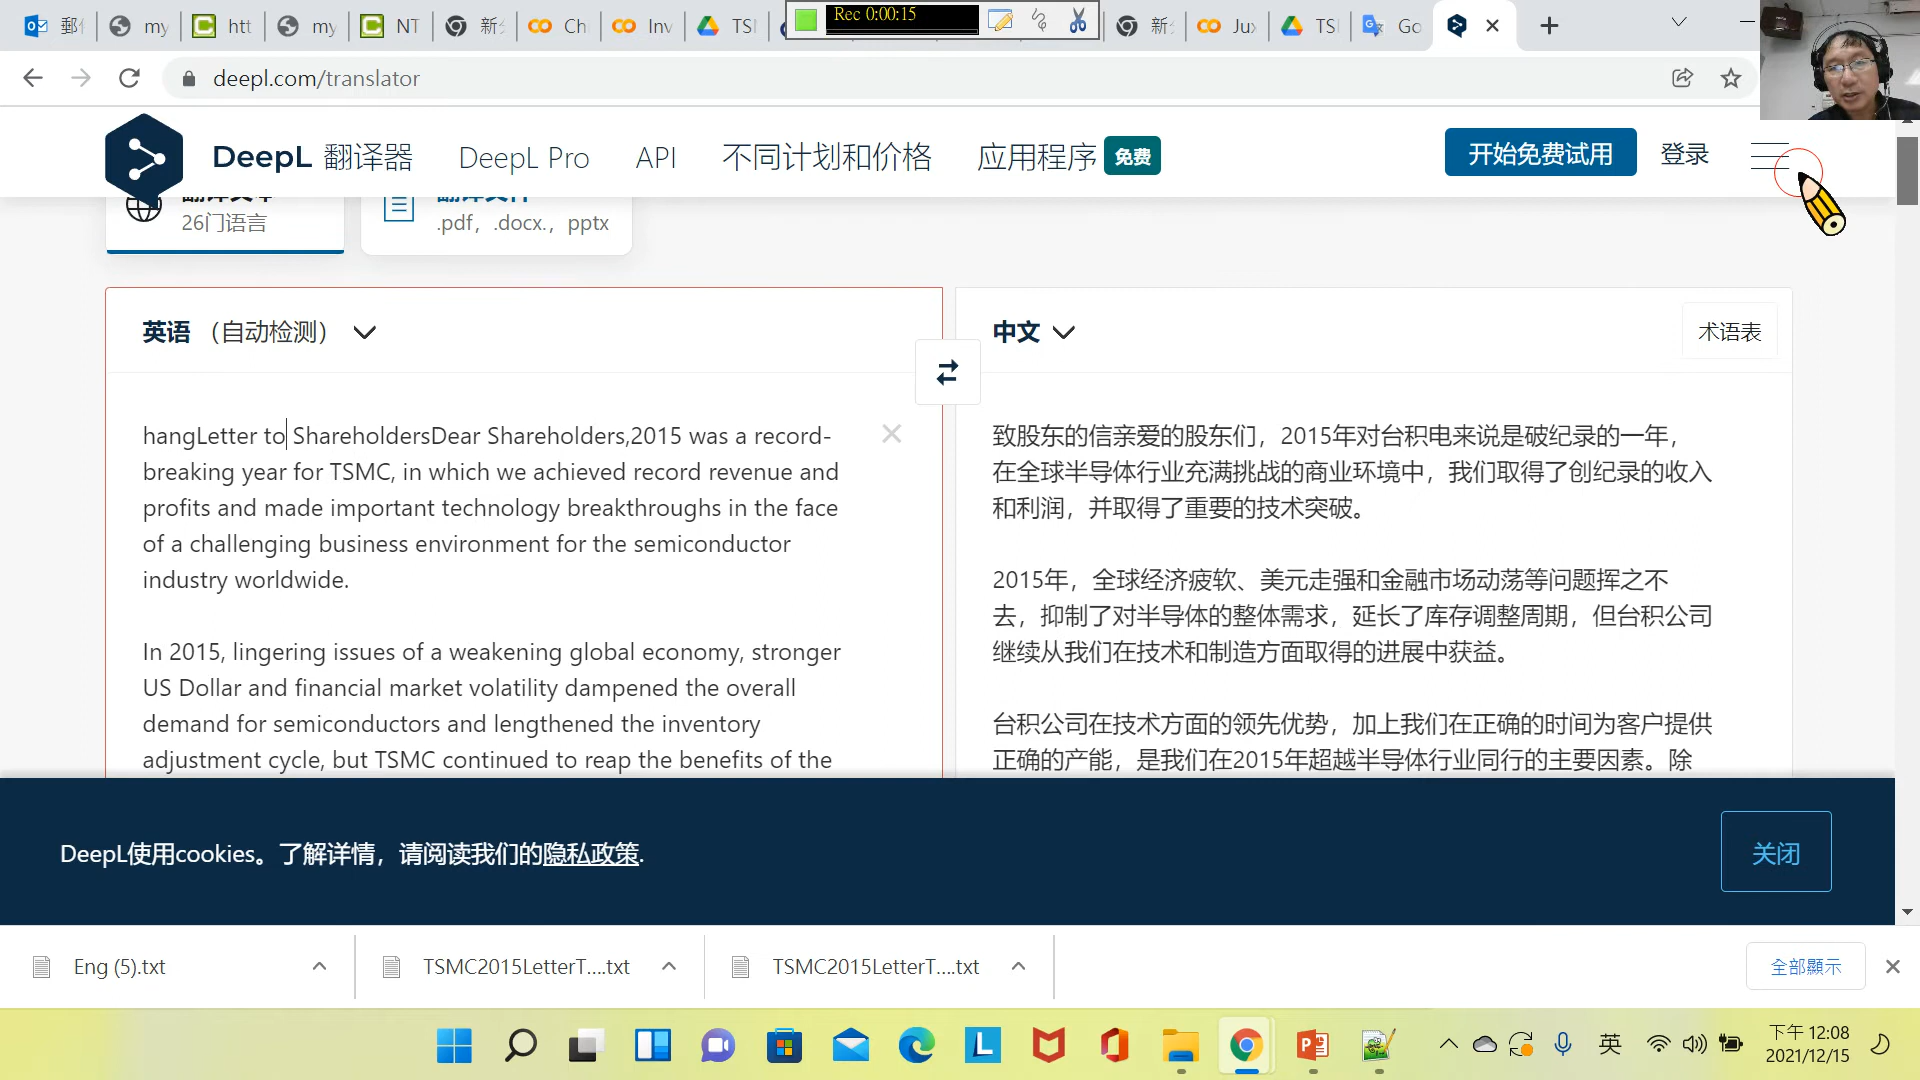 郵
my
htt
my
NT
新
Ch
Inv
TS
Rec 0:00:15
新
Ju
TS
Go
deepl.com/translator
DeepL 翻译器
DeepL Pro
API
不同计划和价格
应用程序 免费
开始免费试用
登录
26门语言
.pdf，.docx.，pptx
英语 （自动检测）
中文
术语表
hangLetter to ShareholdersDear Shareholders,2015 was a record-
breaking year for TSMC, in which we achieved record revenue and
profits and made important technology breakthroughs in the face
of a challenging business environment for the semiconductor
industry worldwide.
In 2015, lingering issues of a weakening global economy, stronger
US Dollar and financial market volatility dampened the overall
demand for semiconductors and lengthened the inventory
adjustment cycle, but TSMC continued to reap the benefits of the
致股东的信亲爱的股东们，2015年对台积电来说是破纪录的一年，
在全球半导体行业充满挑战的商业环境中，我们取得了创纪录的收入
和利润，并取得了重要的技术突破。
2015年，全球经济疲软、美元走强和金融市场动荡等问题挥之不
去，抑制了对半导体的整体需求，延长了库存调整周期，但台积公司
继续从我们在技术和制造方面取得的进展中获益。
台积公司在技术方面的领先优势，加上我们在正确的时间为客户提供
正确的产能，是我们在2015年超越半导体行业同行的主要因素。除
DeepL使用cookies。了解详情，请阅读我们的隐私政策.
关闭
Eng (5).txt
TSMC2015LetterT....txt
TSMC2015LetterT....txt
全部顯示
英
下午 12:08
2021/12/15